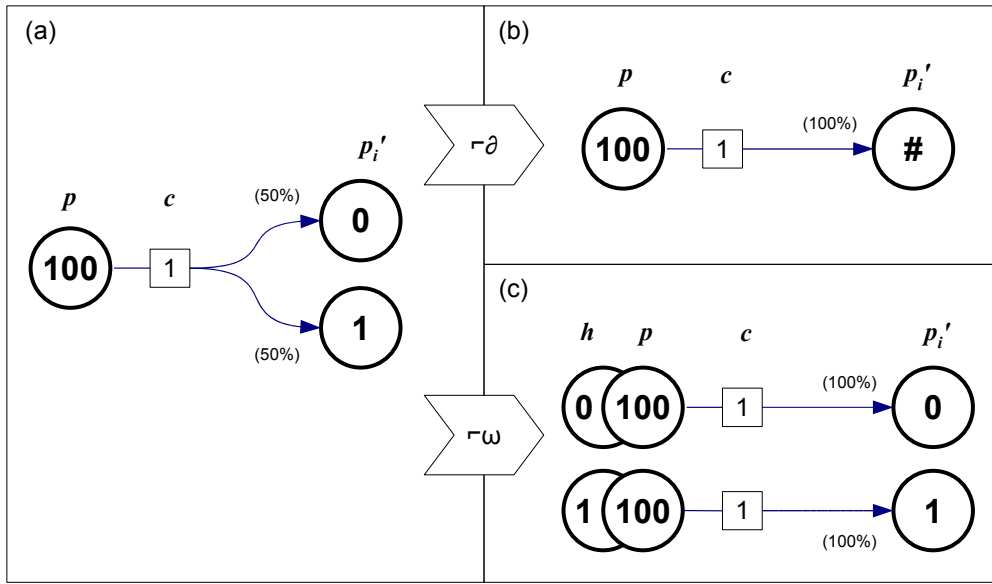 (a)
p c p_i'
100 1 (50%) 0
(50%) 1
¬∂
¬ω
(b)
p c p_i'
100 1 (100%) #
(c)
h p c p_i'
0 100 1 (100%) 0
1 100 1 (100%) 1